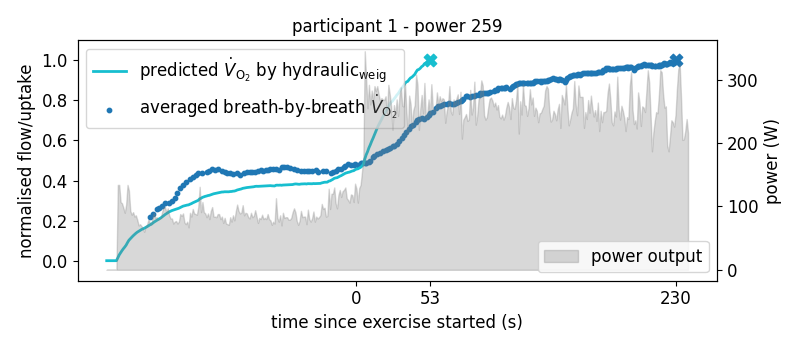 participant 1 - power 259
predicted V̇O₂ by hydraulic_weig
averaged breath-by-breath V̇O₂
normalised flow/uptake
1.0
0.8
0.6
0.4
0.2
0.0
300
200
100
0
power (W)
power output
0 53 230
time since exercise started (s)